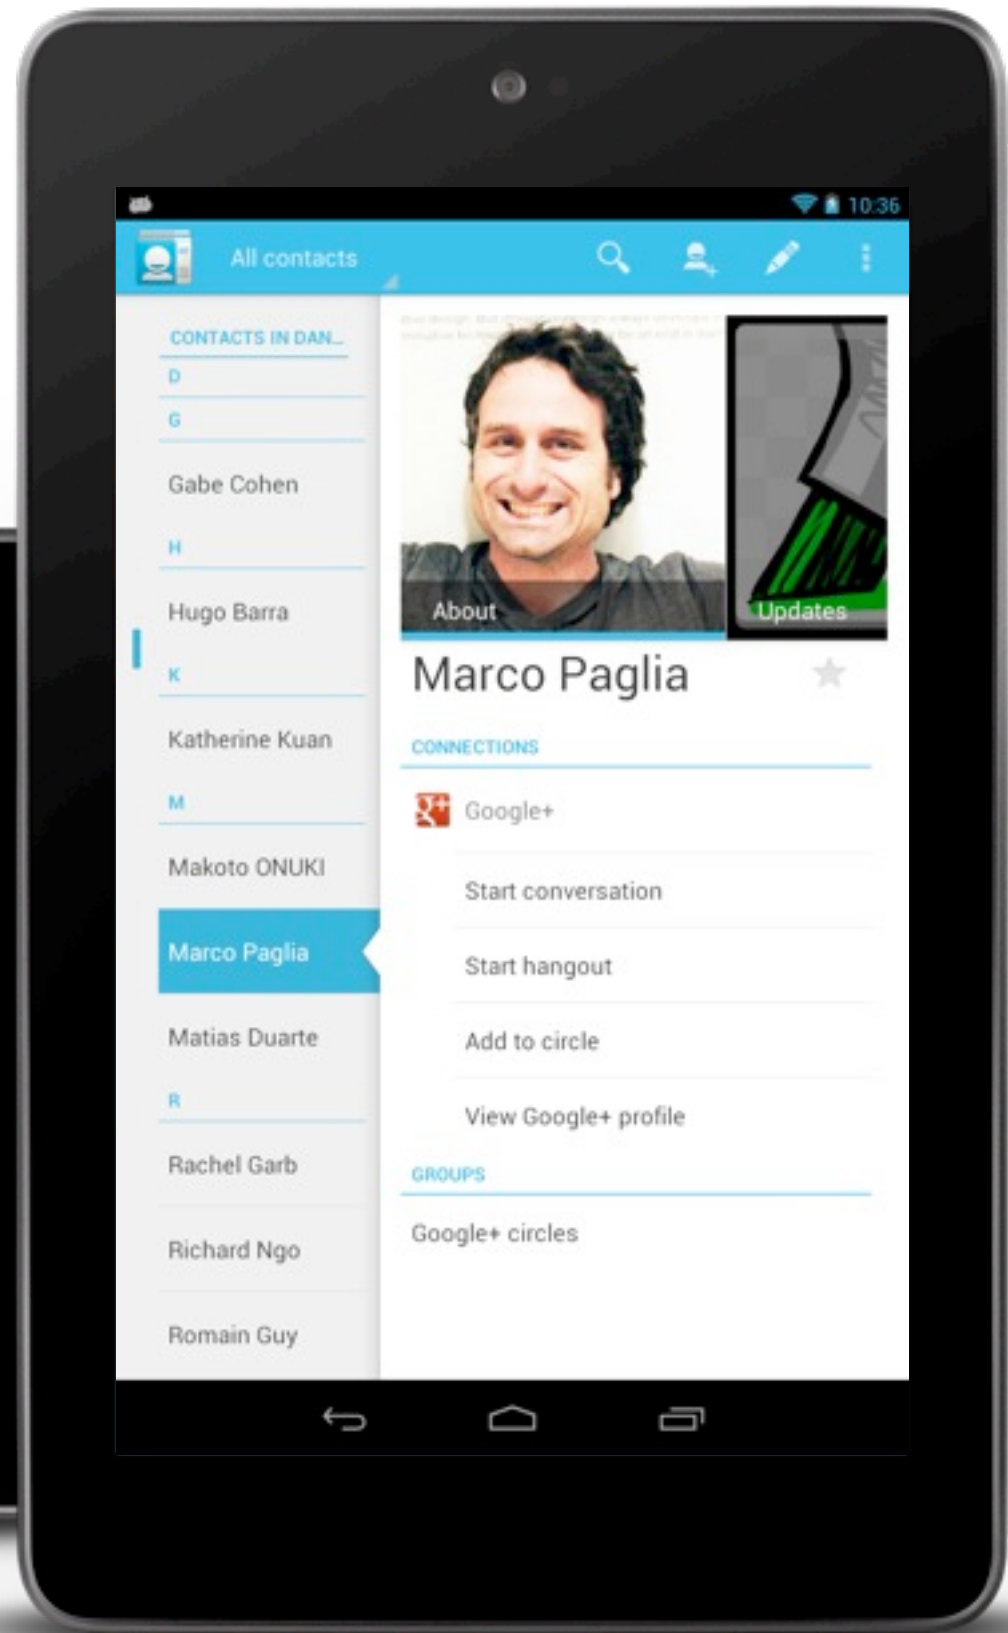 10:36
All contacts
CONTACTS IN DAN...
D
G
Gabe Cohen
H
Hugo Barra
K
Katherine Kuan
M
Makoto ONUKI
Marco Paglia
Matias Duarte
R
Rachel Garb
Richard Ngo
Romain Guy
About
Updates
Marco Paglia
CONNECTIONS
g+ Google+
Start conversation
Start hangout
Add to circle
View Google+ profile
GROUPS
Google+ circles